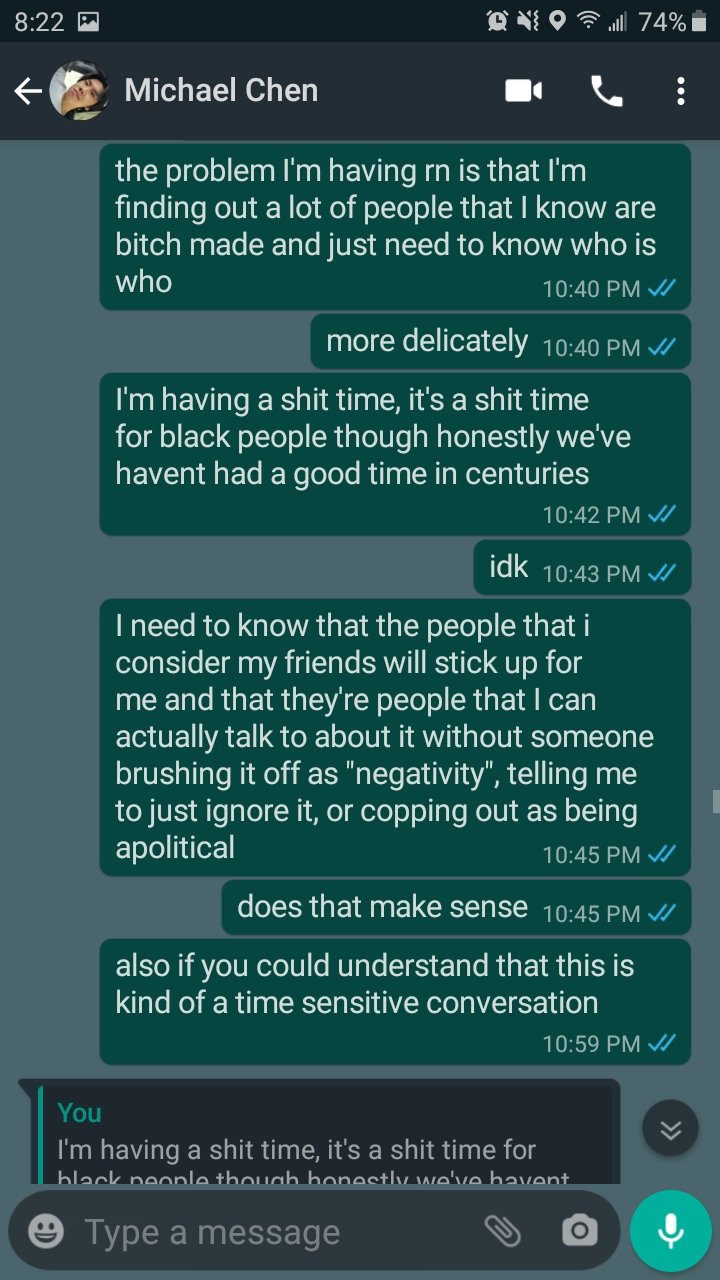 8:22 74%
Michael Chen
the problem I'm having rn is that I'm
finding out a lot of people that I know are
bitch made and just need to know who is
who 10:40 PM
more delicately 10:40 PM
I'm having a shit time, it's a shit time
for black people though honestly we've
havent had a good time in centuries
10:42 PM
idk 10:43 PM
I need to know that the people that i
consider my friends will stick up for
me and that they're people that I can
actually talk to about it without someone
brushing it off as "negativity", telling me
to just ignore it, or copping out as being
apolitical 10:45 PM
does that make sense 10:45 PM
also if you could understand that this is
kind of a time sensitive conversation
10:59 PM
You
I'm having a shit time, it's a shit time for
black people though honestly we've havent
Type a message